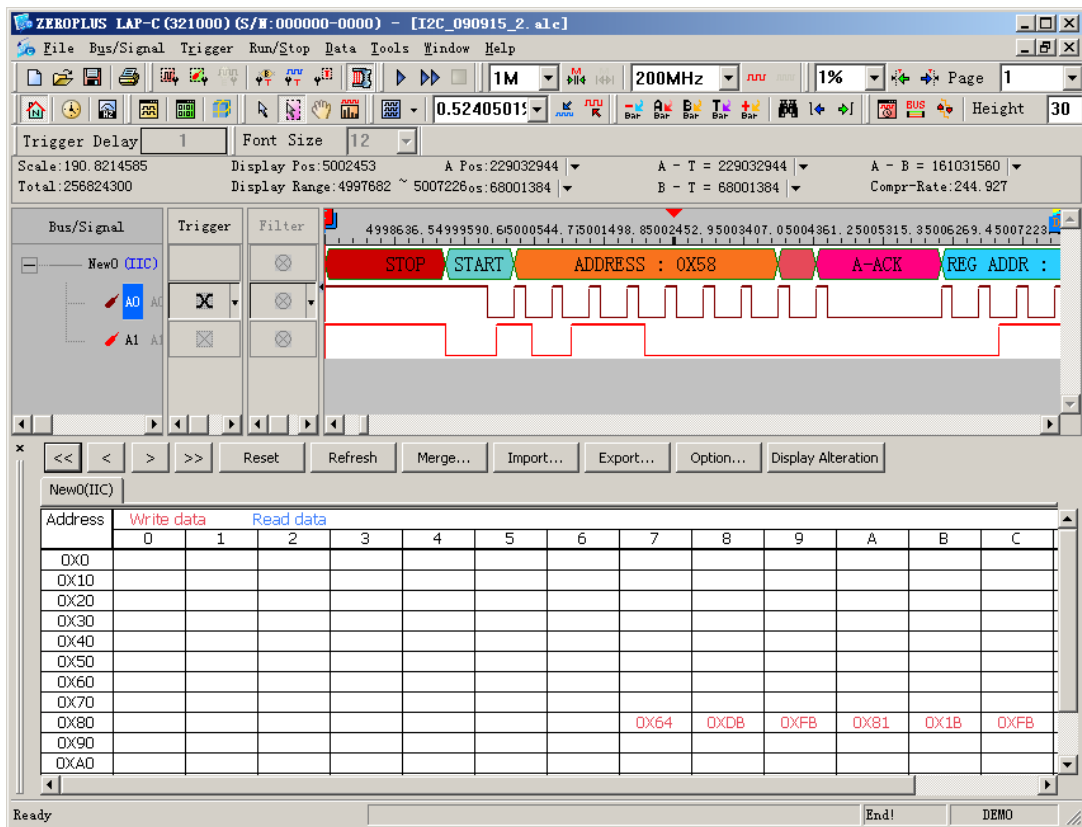 ZEROPLUS LAP-C(321000)(S/N:000000-0000) - [I2C_090915_2.alc]
File Bus/Signal Trigger Run/Stop Data Tools Window Help
1M 200MHz 1% Page 1
Height 30
Trigger Delay 1 Font Size 12
Scale:190.8214585 Display Pos:5002453 A Pos:229032944 A - T = 229032944 A - B = 161031560
Total:256824300 Display Range:4997682 ~ 5007226 os:68001384 B - T = 68001384 Compr-Rate:244.927
Bus/Signal Trigger Filter
New0 (IIC) STOP START ADDRESS : 0X58 A-ACK REG ADDR :
A0
A1
<< < > >> Reset Refresh Merge... Import... Export... Option... Display Alteration
New0(IIC)
Address Write data Read data
0 1 2 3 4 5 6 7 8 9 A B C
0X0
0X10
0X20
0X30
0X40
0X50
0X60
0X70
0X80 0X64 0XDB 0XFB 0X81 0X1B 0XFB
0X90
0XA0
Ready End! DEMO